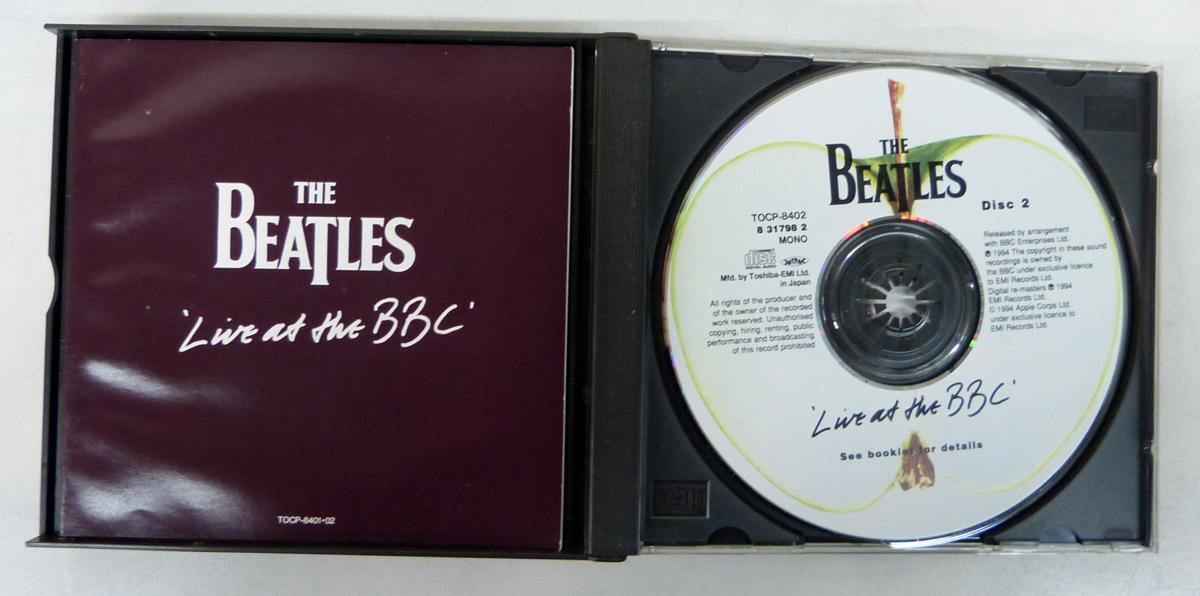 THE
BEATLES
'Live at the BBC'
TOCP-8401·02
THE
BEATLES
Disc 2
TOCP-8402
8 31798 2
MONO
COMPACT
disc
DIGITAL AUDIO
Mfd. by Toshiba-EMI Ltd.
in Japan
All rights of the producer and
of the owner of the recorded
work reserved. Unauthorised
copying, hiring, renting, public
performance and broadcasting
of this record prohibited
Released by arrangement
with BBC Enterprises Ltd.
℗ 1994 The copyright in these sound
recordings is owned by
the BBC under exclusive licence
to EMI Records Ltd.
Digital re-masters ℗ 1994
EMI Records Ltd.
© 1994 Apple Corps Ltd.
under exclusive licence to
EMI Records Ltd.
'Live at the BBC'
See booklet for details